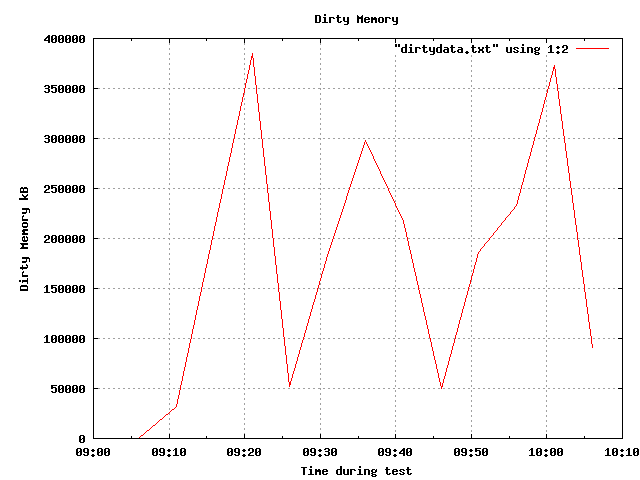 Dirty Memory
"dirtydata.txt" using 1:2
400000
350000
300000
250000
200000
150000
100000
50000
0
Dirty Memory kB
09:00 09:10 09:20 09:30 09:40 09:50 10:00 10:10
Time during test